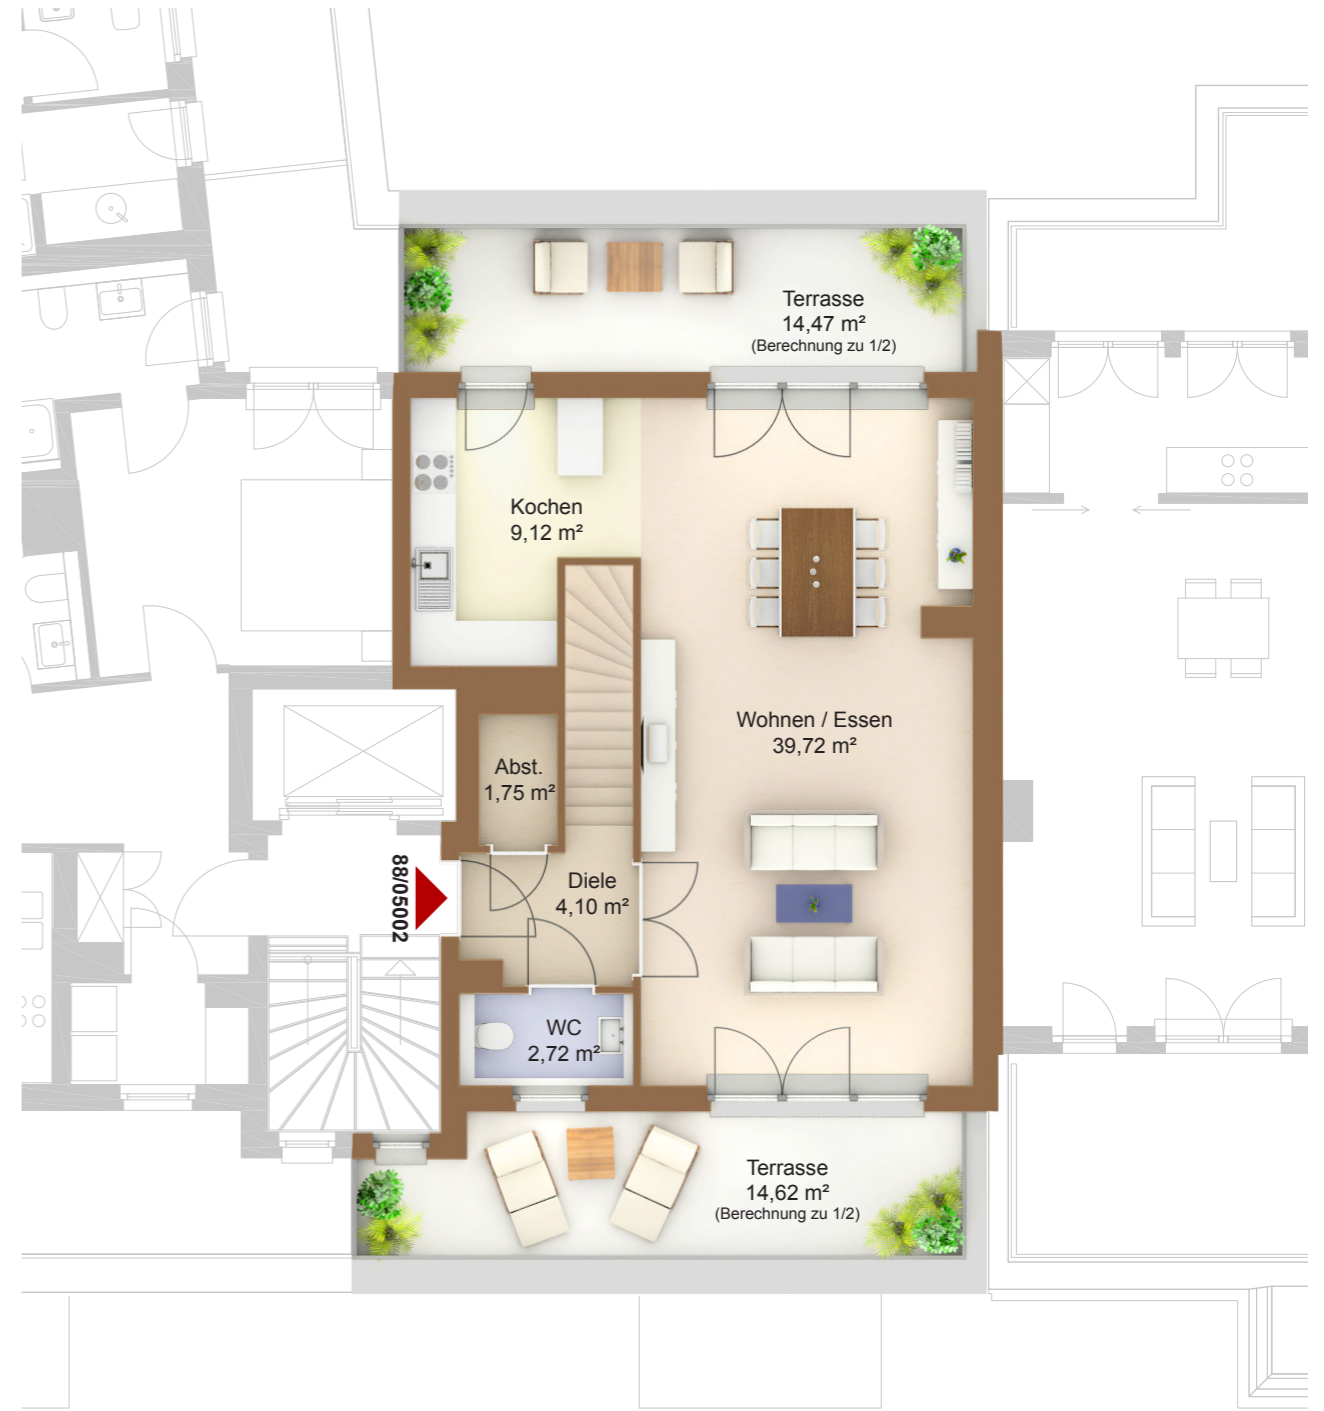 Terrasse
14,47 m²
(Berechnung zu 1/2)
Kochen
9,12 m²
Wohnen / Essen
39,72 m²
Abst.
1,75 m²
Diele
4,10 m²
88/05002
WC
2,72 m²
Terrasse
14,62 m²
(Berechnung zu 1/2)